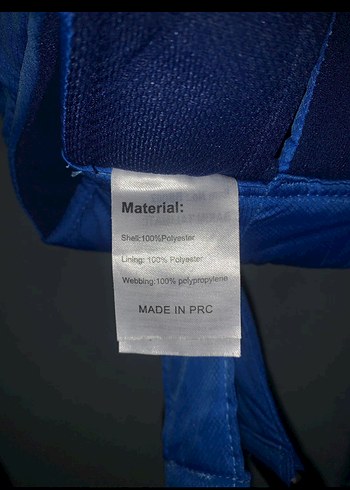 Material:
Shell:100%Polyester
Lining: 100% Polyester
Webbing:100% polypropylene
MADE IN PRC